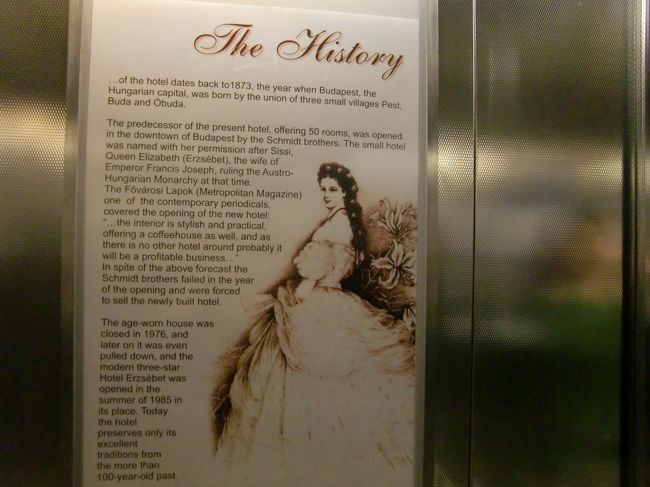 The History
...of the hotel dates back to1873, the year when Budapest, the
Hungarian capital, was born by the union of three small villages Pest,
Buda and Óbuda.
The predecessor of the present hotel, offering 50 rooms, was opened
in the downtown of Budapest by the Schmidt brothers. The small hotel
was named with her permission after Sissi,
Queen Elizabeth (Erzsébet), the wife of
Emperor Francis Joseph, ruling the Austro-
Hungarian Monarchy at that time.
The Fővárosi Lapok (Metropolitan Magazine)
one of the contemporary periodicals,
covered the opening of the new hotel:
"...the interior is stylish and practical,
offering a coffeehouse as well, and as
there is no other hotel around probably it
will be a profitable business..."
In spite of the above forecast the
Schmidt brothers failed in the year
of the opening and were forced
to sell the newly built hotel.
The age-worn house was
closed in 1976, and
later on it was even
pulled down, and the
modern three-star
Hotel Erzsébet was
opened in the
summer of 1985 in
its place. Today
the hotel
preserves only its
excellent
traditions from
the more than
100-year-old past.